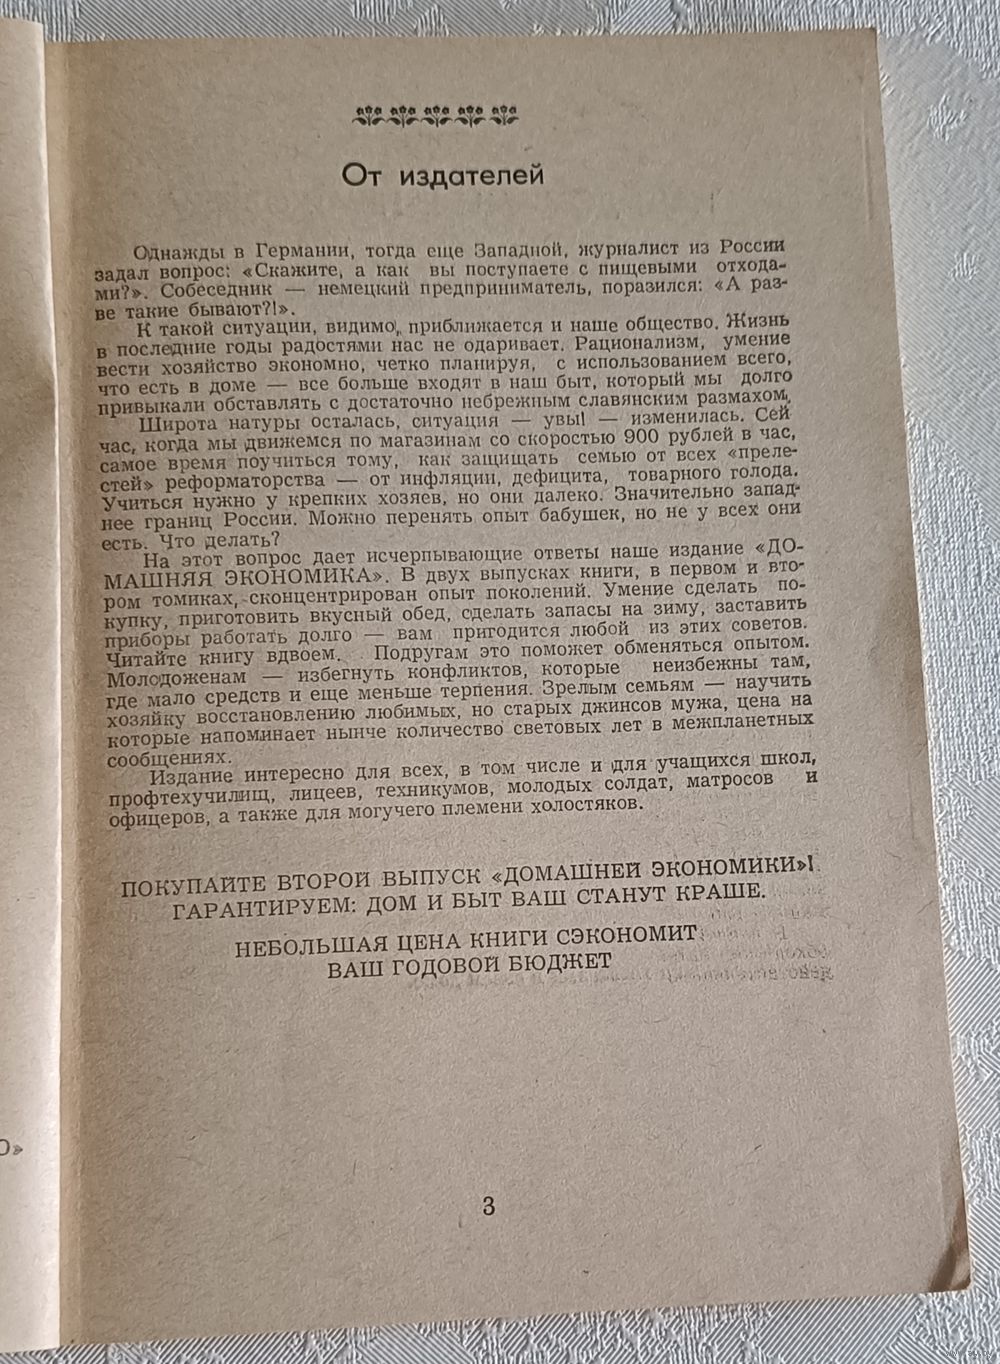 От издателей
Однажды в Германии, тогда еще Западной, журналист из России
задал вопрос: «Скажите, а как вы поступаете с пищевыми отхода-
ми?». Собеседник — немецкий предприниматель, поразился: «А раз-
ве такие бывают?!».
К такой ситуации, видимо, приближается и наше общество. Жизнь
в последние годы радостями нас не одаривает. Рационализм, умение
вести хозяйство экономно, четко планируя, с использованием всего,
что есть в доме — все больше входят в наш быт, который мы долго
привыкали обставлять с достаточно небрежным славянским размахом.
Широта натуры осталась, ситуация — увы! — изменилась. Сей
час, когда мы движемся по магазинам со скоростью 900 рублей в час,
самое время поучиться тому, как защищать семью от всех «преле-
стей» реформаторства — от инфляции, дефицита, товарного голода.
Учиться нужно у крепких хозяев, но они далеко. Значительно запад-
нее границ России. Можно перенять опыт бабушек, но не у всех они
есть. Что делать?
На этот вопрос дает исчерпывающие ответы наше издание «ДО-
МАШНЯЯ ЭКОНОМИКА». В двух выпусках книги, в первом и вто-
ром томиках, сконцентрирован опыт поколений. Умение сделать по-
купку, приготовить вкусный обед, сделать запасы на зиму, заставить
приборы работать долго — вам пригодится любой из этих советов.
Читайте книгу вдвоем. Подругам это поможет обменяться опытом.
Молодоженам — избегнуть конфликтов, которые неизбежны там,
где мало средств и еще меньше терпения. Зрелым семьям — научить
хозяйку восстановлению любимых, но старых джинсов мужа, цена на
которые напоминает нынче количество световых лет в межпланетных
сообщениях.
Издание интересно для всех, в том числе и для учащихся школ,
профтехучилищ, лицеев, техникумов, молодых солдат, матросов и
офицеров, а также для могучего племени холостяков.
ПОКУПАЙТЕ ВТОРОЙ ВЫПУСК «ДОМАШНЕЙ ЭКОНОМИКИ»!
ГАРАНТИРУЕМ: ДОМ И БЫТ ВАШ СТАНУТ КРАШЕ.
НЕБОЛЬШАЯ ЦЕНА КНИГИ СЭКОНОМИТ
ВАШ ГОДОВОЙ БЮДЖЕТ
О»
3